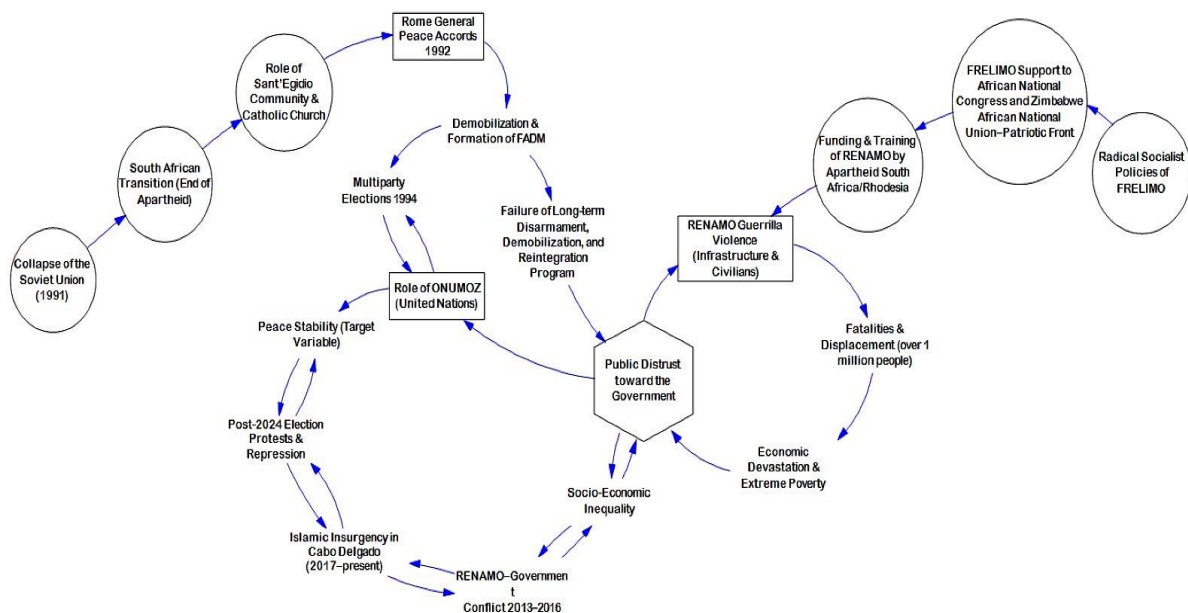 Rome General
Peace Accords
1992
Role of
Sant'Egidio
Community &
Catholic Church
South African
Transition (End of
Apartheid)
Collapse of the
Soviet Union
(1991)
Demobilization &
Formation of FADM
Multiparty
Elections 1994
Failure of Long-term
Disarmament,
Demobilization, and
Reintegration
Program
Role of ONUMOZ
(United Nations)
Peace Stability (Target
Variable)
Post-2024 Election
Protests &
Repression
Islamic Insurgency in
Cabo Delgado
(2017-present)
RENAMO-Governmen
t
Conflict 2013-2016
Socio-Economic
Inequality
Public Distrust
toward the
Government
Economic
Devastation &
Extreme Poverty
Fatalities &
Displacement (over 1
million people)
RENAMO Guerrilla
Violence
(Infrastructure &
Civilians)
Funding & Training
of RENAMO by
Apartheid South
Africa/Rhodesia
FRELIMO Support to
African National
Congress and Zimbabwe
African National
Union-Patriotic Front
Radical Socialist
Policies of
FRELIMO